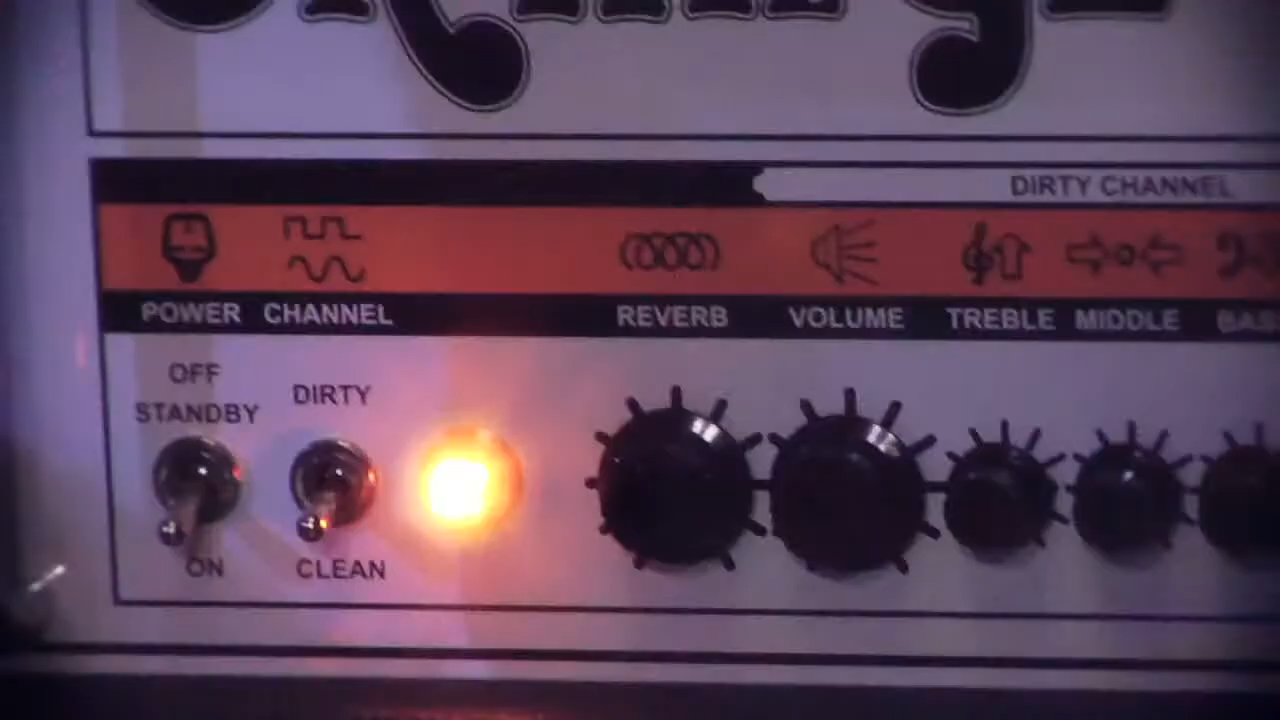 DIRTY CHANNEL
POWER CHANNEL REVERB VOLUME TREBLE MIDDLE
OFF
STANDBY
DIRTY
ON
CLEAN